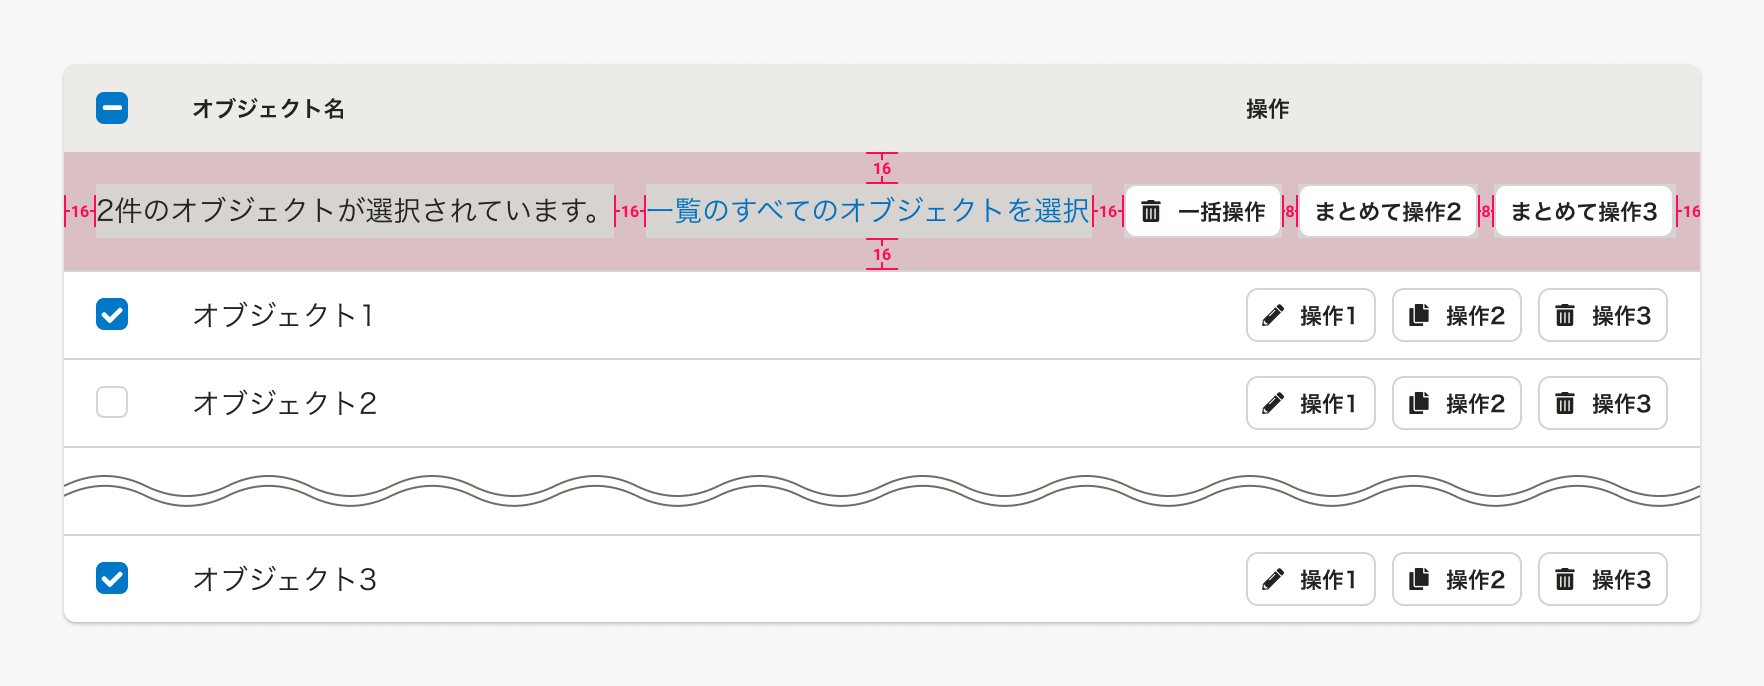 オブジェクト名 操作
16
16 2件のオブジェクトが選択されています。 16 一覧のすべてのオブジェクトを選択 16 一括操作 8 まとめて操作2 8 まとめて操作3 16
16
オブジェクト1 操作1 操作2 操作3
オブジェクト2 操作1 操作2 操作3
オブジェクト3 操作1 操作2 操作3